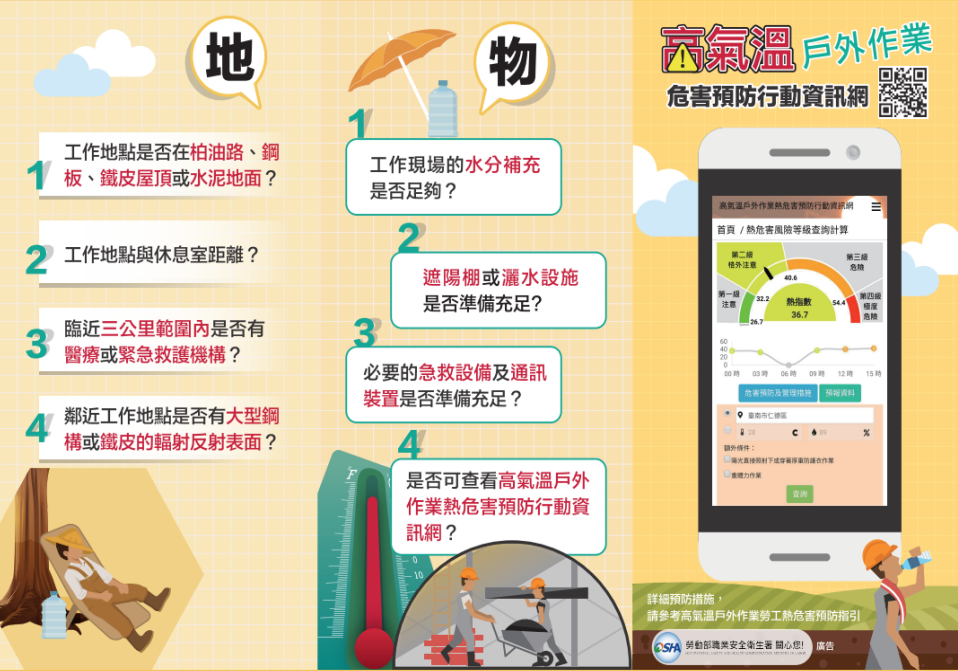 地
1
工作地點是否在柏油路、鋼
板、鐵皮屋頂或水泥地面？
2
工作地點與休息室距離？
3
臨近三公里範圍內是否有
醫療或緊急救護機構？
4
鄰近工作地點是否有大型鋼
構或鐵皮的輻射反射表面？
物
1
工作現場的水分補充
是否足夠？
2
遮陽棚或灑水設施
是否準備充足?
3
必要的急救設備及通訊
裝置是否準備充足？
4
是否可查看高氣溫戶外
作業熱危害預防行動資
訊網？
°F
0
10
高氣溫戶外作業
危害預防行動資訊網
高氣溫戶外作業熱危害預防行動資訊網
首頁 / 熱危害風險等級查詢計算
第二級
格外注意
第三級
危險
40.6
第一級
注意
32.2
熱指數
36.7
54.4
第四級
極度
危險
26.7
60
40
20
0
00 時 03 時 06 時 09 時 12 時 15 時
危害預防及管理措施 預報資料
臺南市仁德區
28 C 89 %
額外條件：
陽光直接照射下或穿著厚重防護衣作業
重體力作業
查詢
詳細預防措施，
請參考高氣溫戶外作業勞工熱危害預防指引
OSHA 勞動部職業安全衛生署 關心您! 廣告